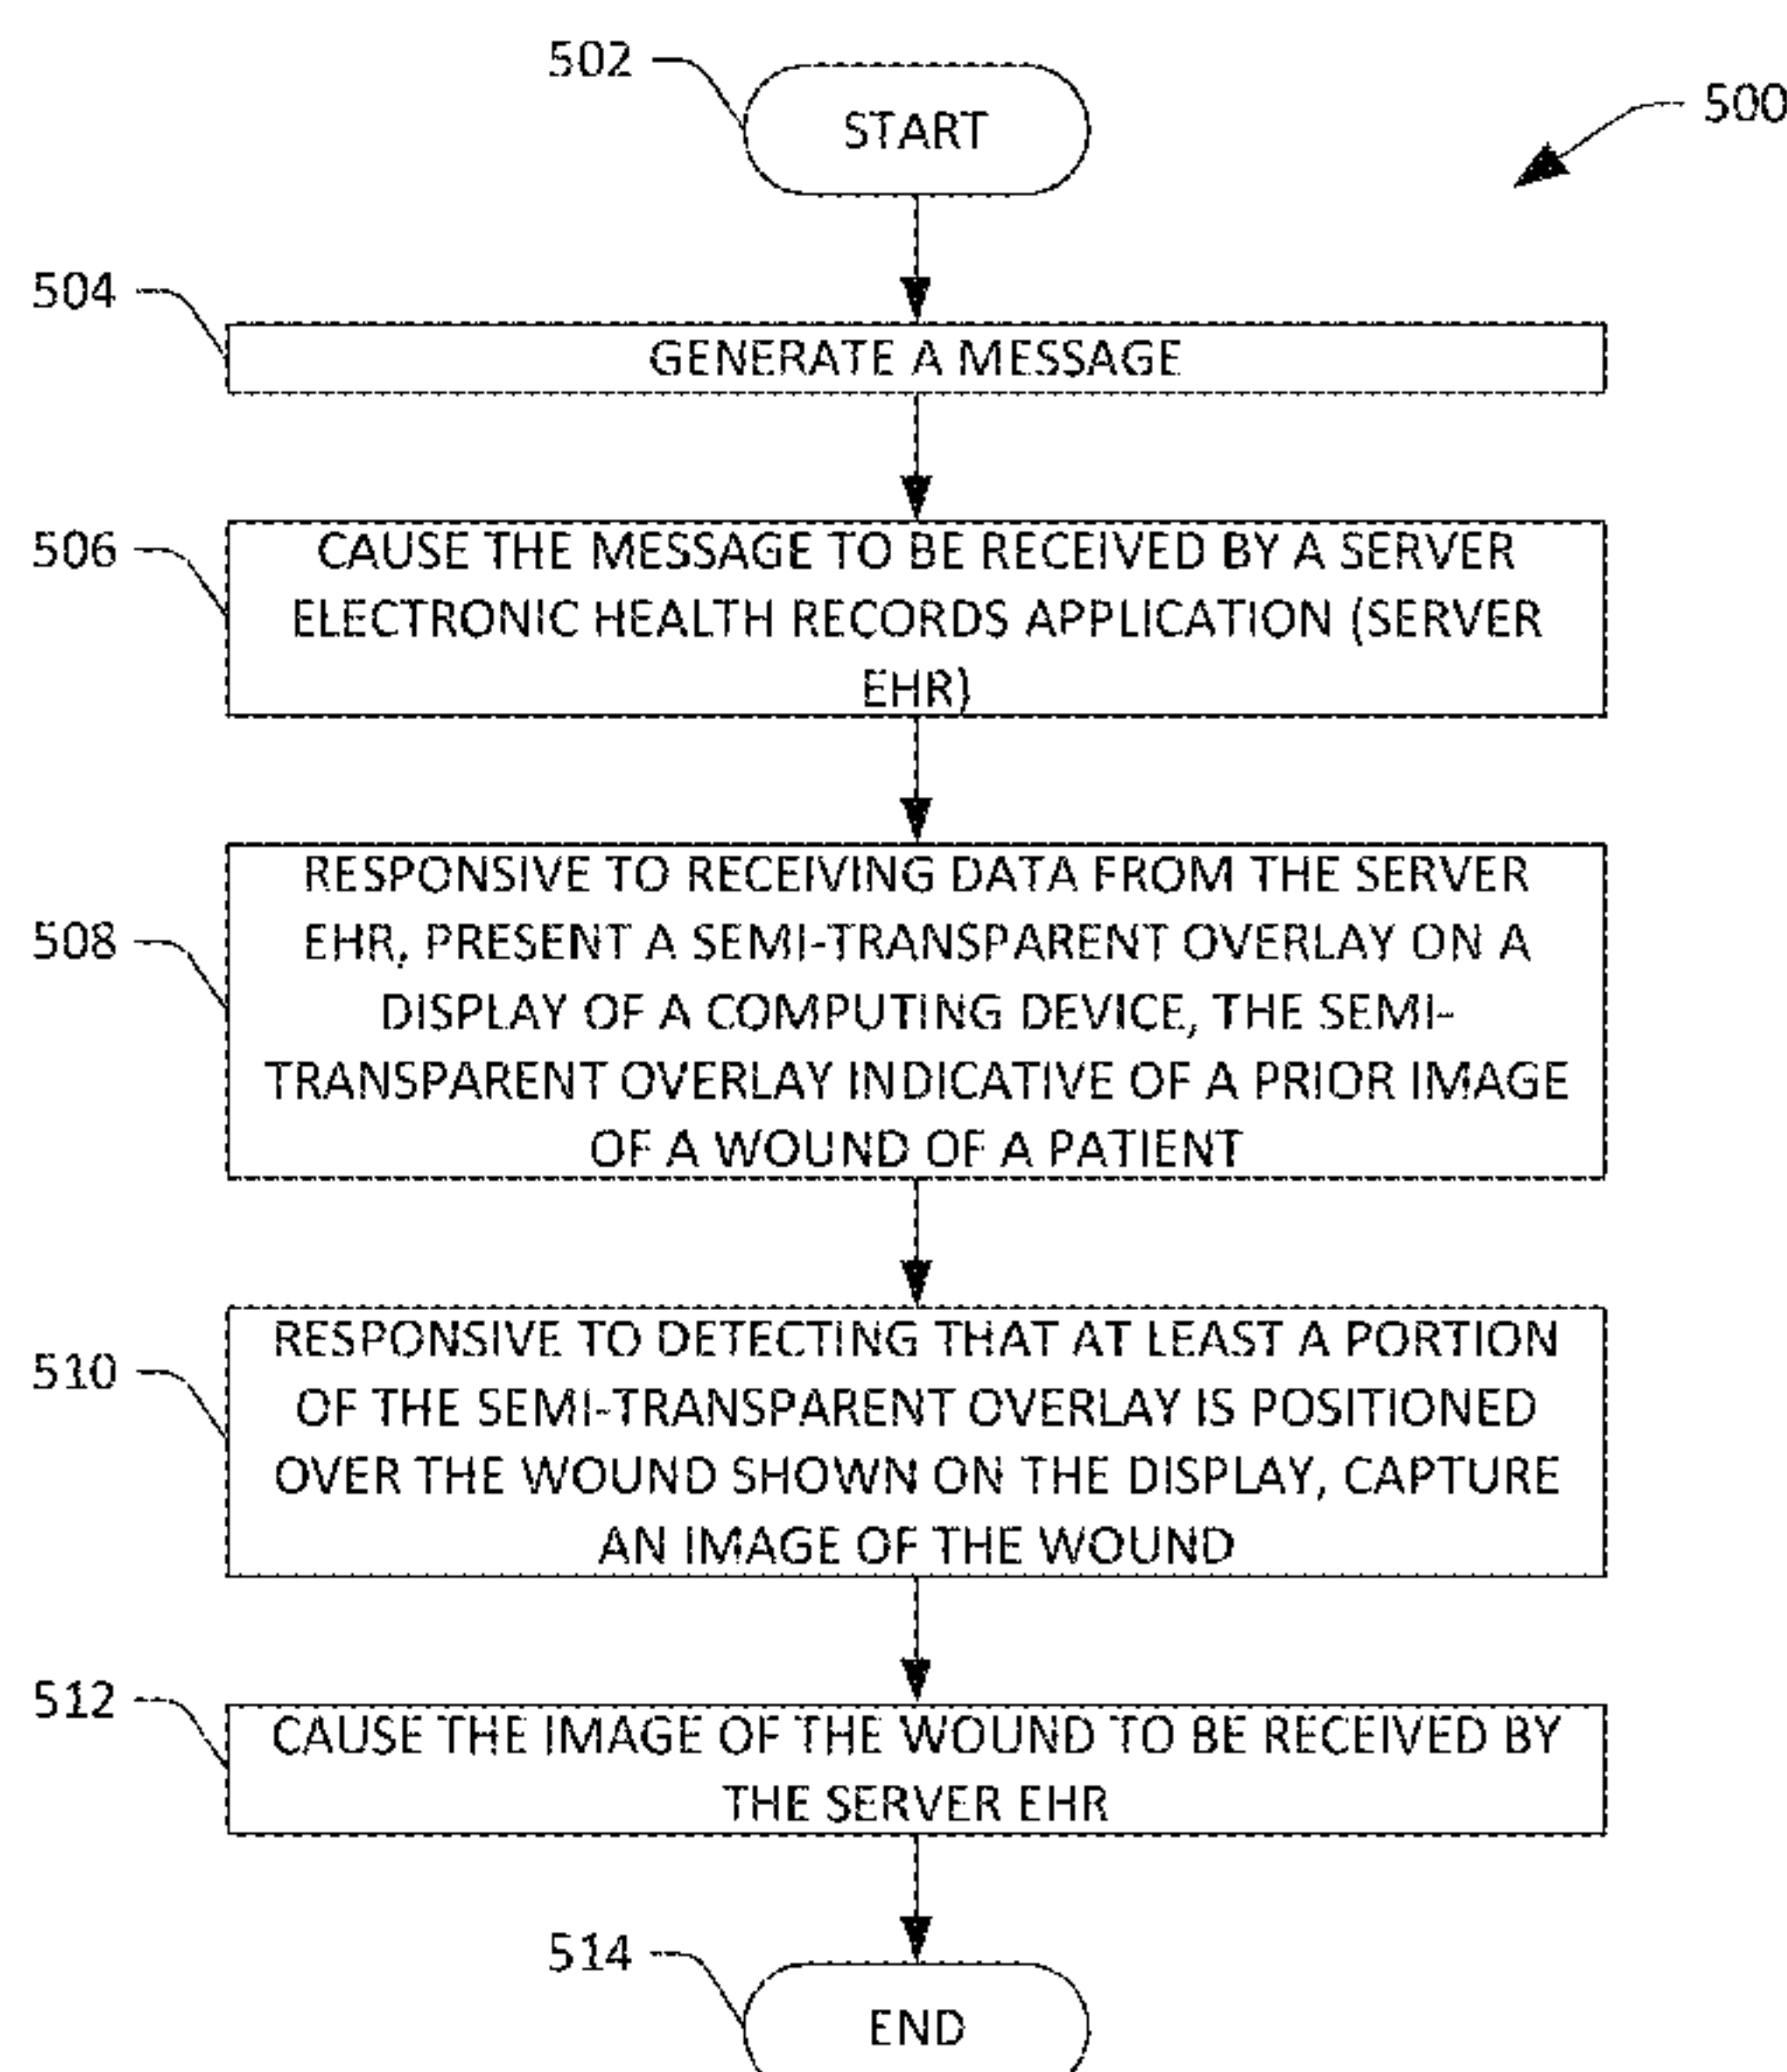 502
START
500
504
GENERATE A MESSAGE
506
CAUSE THE MESSAGE TO BE RECEIVED BY A SERVER
ELECTRONIC HEALTH RECORDS APPLICATION (SERVER
EHR)
508
RESPONSIVE TO RECEIVING DATA FROM THE SERVER
EHR, PRESENT A SEMI-TRANSPARENT OVERLAY ON A
DISPLAY OF A COMPUTING DEVICE, THE SEMI-
TRANSPARENT OVERLAY INDICATIVE OF A PRIOR IMAGE
OF A WOUND OF A PATIENT
510
RESPONSIVE TO DETECTING THAT AT LEAST A PORTION
OF THE SEMI-TRANSPARENT OVERLAY IS POSITIONED
OVER THE WOUND SHOWN ON THE DISPLAY, CAPTURE
AN IMAGE OF THE WOUND
512
CAUSE THE IMAGE OF THE WOUND TO BE RECEIVED BY
THE SERVER EHR
514
END